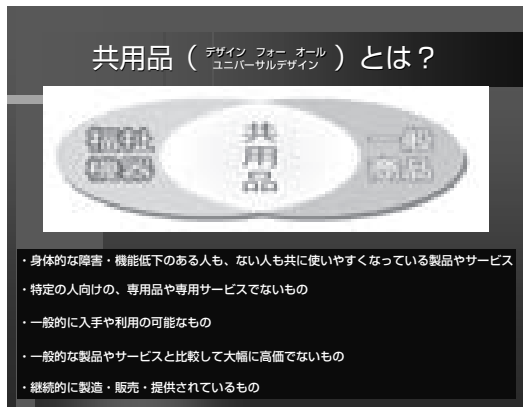 共用品（ デザイン フォー オール ユニバーサルデザイン ）とは？
福祉
機器
共用品
一般
商品
・身体的な障害・機能低下のある人も、ない人も共に使いやすくなっている製品やサービス
・特定の人向けの、専用品や専用サービスでないもの
・一般的に入手や利用の可能なもの
・一般的な製品やサービスと比較して大幅に高価でないもの
・継続的に製造・販売・提供されているもの